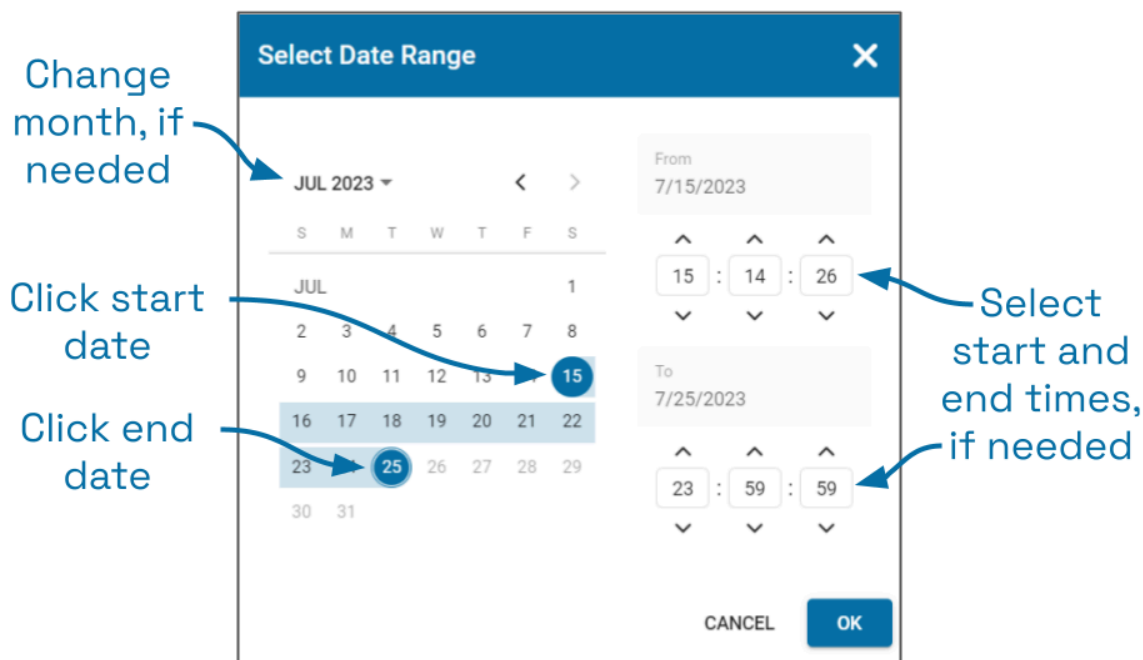 Select Date Range
Change
month, if
needed
JUL 2023
S M T W T F S
JUL 1
2 3 4 5 6 7 8
9 10 11 12 13 15
16 17 18 19 20 21 22
23 25 26 27 28 29
30 31
Click start
date
Click end
date
From
7/15/2023
15 : 14 : 26
To
7/25/2023
23 : 59 : 59
Select
start and
end times,
if needed
CANCEL OK